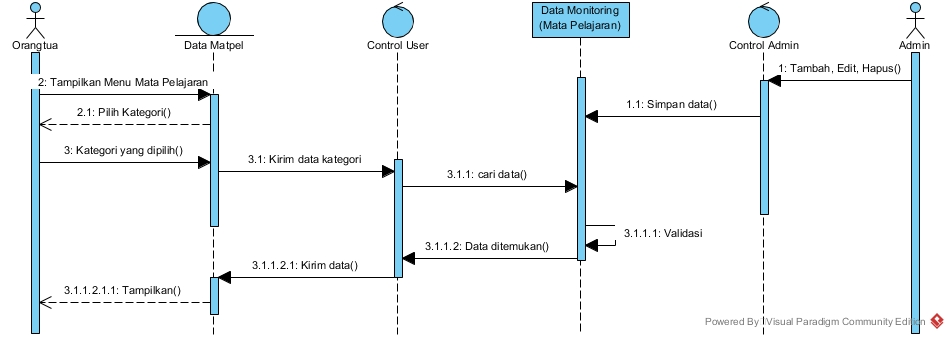 Orangtua
Data Matpel
Control User
Data Monitoring
(Mata Pelajaran)
Control Admin
Admin
1: Tambah, Edit, Hapus()
2: Tampilkan Menu Mata Pelajaran
1.1: Simpan data()
2.1: Pilih Kategori()
3: Kategori yang dipilih()
3.1: Kirim data kategori
3.1.1: cari data()
3.1.1.1: Validasi
3.1.1.2: Data ditemukan()
3.1.1.2.1: Kirim data()
3.1.1.2.1.1: Tampilkan()
Powered By Visual Paradigm Community Edition